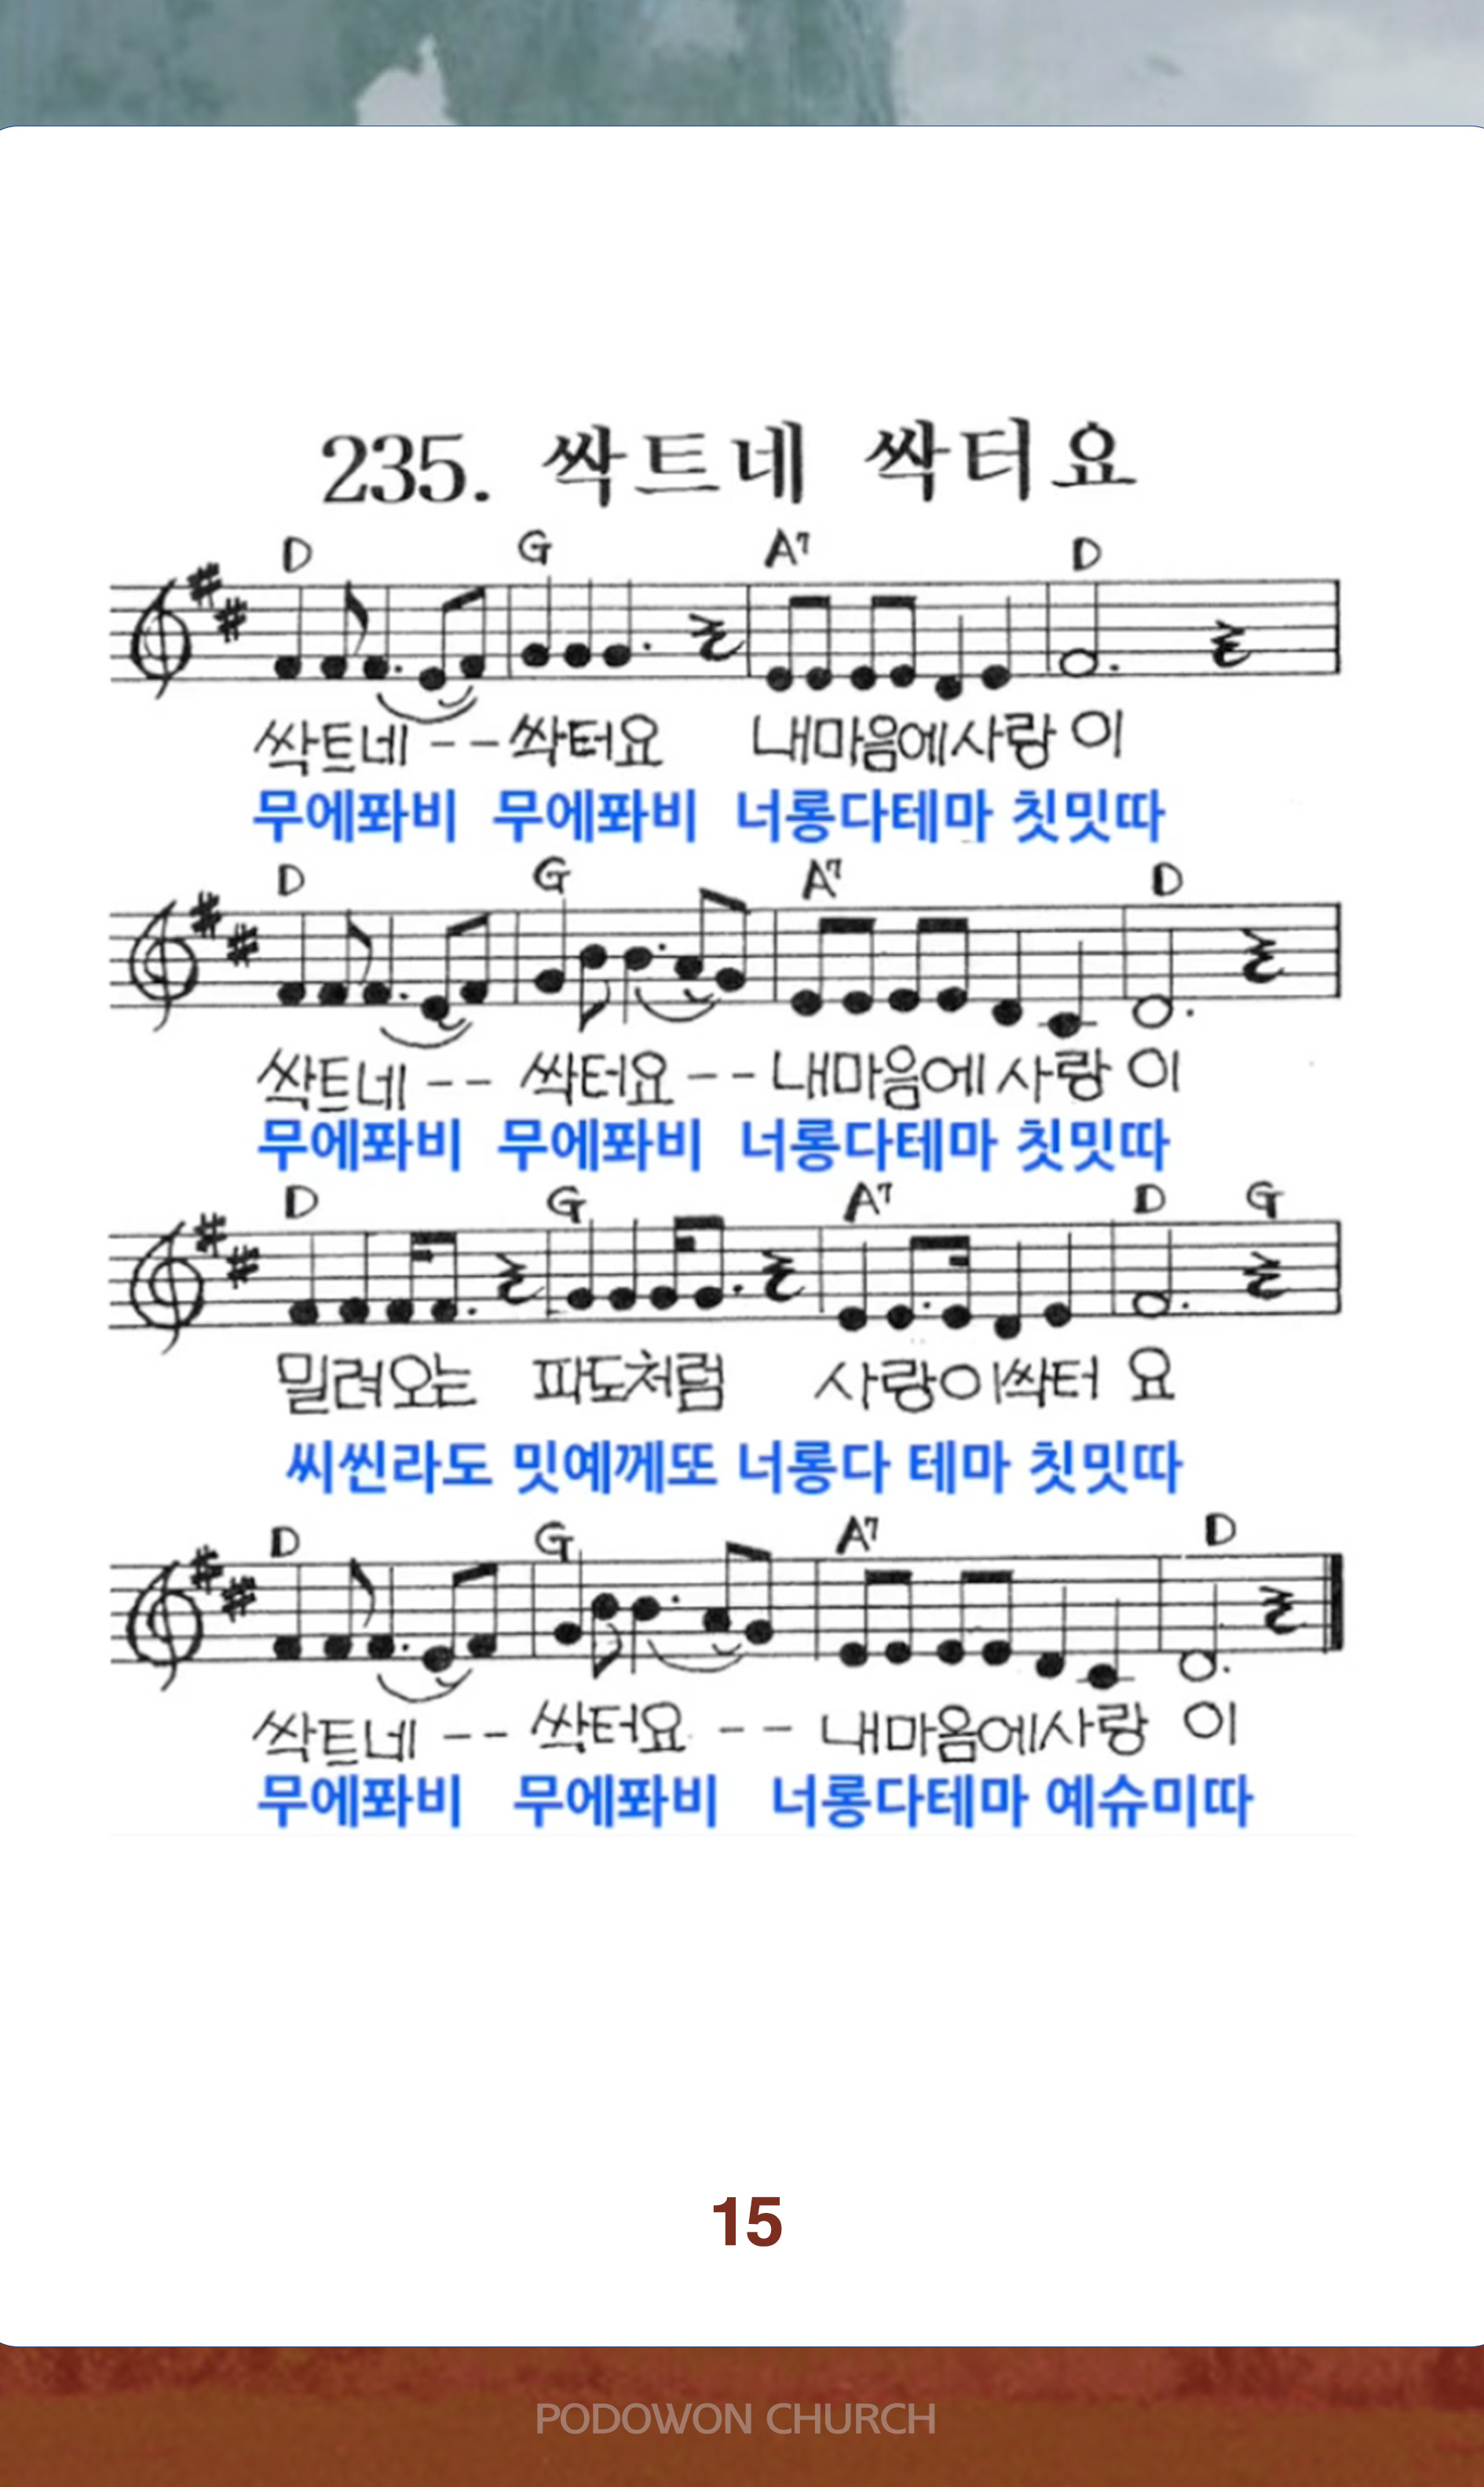 235. 싹트네 싹터요
D G A7 D
싹트네 -- 싹터요 내마음에사랑 이
무에퐈비 무에퐈비 너롱다테마 칫밋따
D G A7 D
싹트네 -- 싹터요 -- 내마음에 사랑 이
무에퐈비 무에퐈비 너롱다테마 칫밋따
D G A7 D G
밀려오는 파도처럼 사랑이싹터 요
씨씬라도 밋예께또 너롱다 테마 칫밋따
D G A7 D
싹트네 -- 싹터요 -- 내마옴에사랑 이
무에퐈비 무에퐈비 너롱다테마 예슈미따
15
PODOWON CHURCH